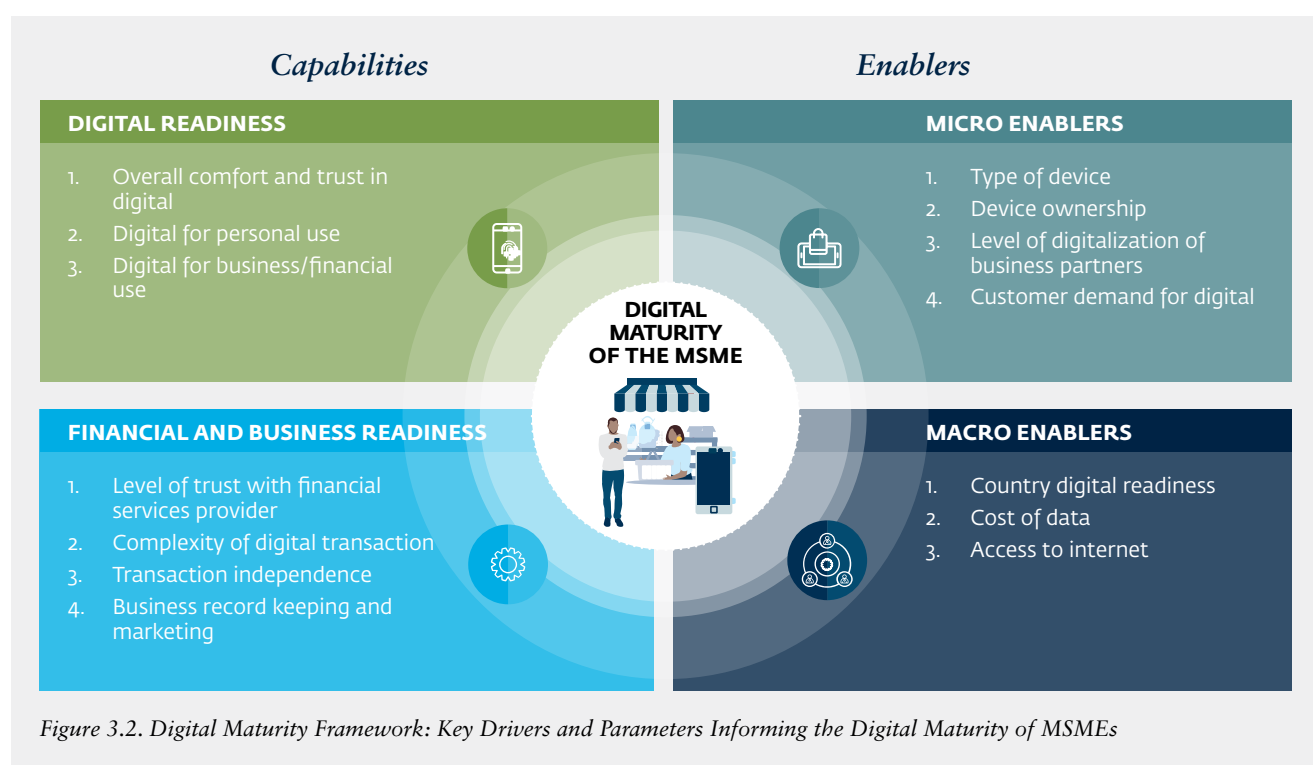 Capabilities
Enablers
DIGITAL READINESS
1. Overall comfort and trust in
digital
2. Digital for personal use
3. Digital for business/financial
use
MICRO ENABLERS
1. Type of device
2. Device ownership
3. Level of digitalization of
business partners
4. Customer demand for digital
DIGITAL
MATURITY
OF THE MSME
FINANCIAL AND BUSINESS READINESS
1. Level of trust with financial
services provider
2. Complexity of digital transaction
3. Transaction independence
4. Business record keeping and
marketing
MACRO ENABLERS
1. Country digital readiness
2. Cost of data
3. Access to internet
Figure 3.2. Digital Maturity Framework: Key Drivers and Parameters Informing the Digital Maturity of MSMEs